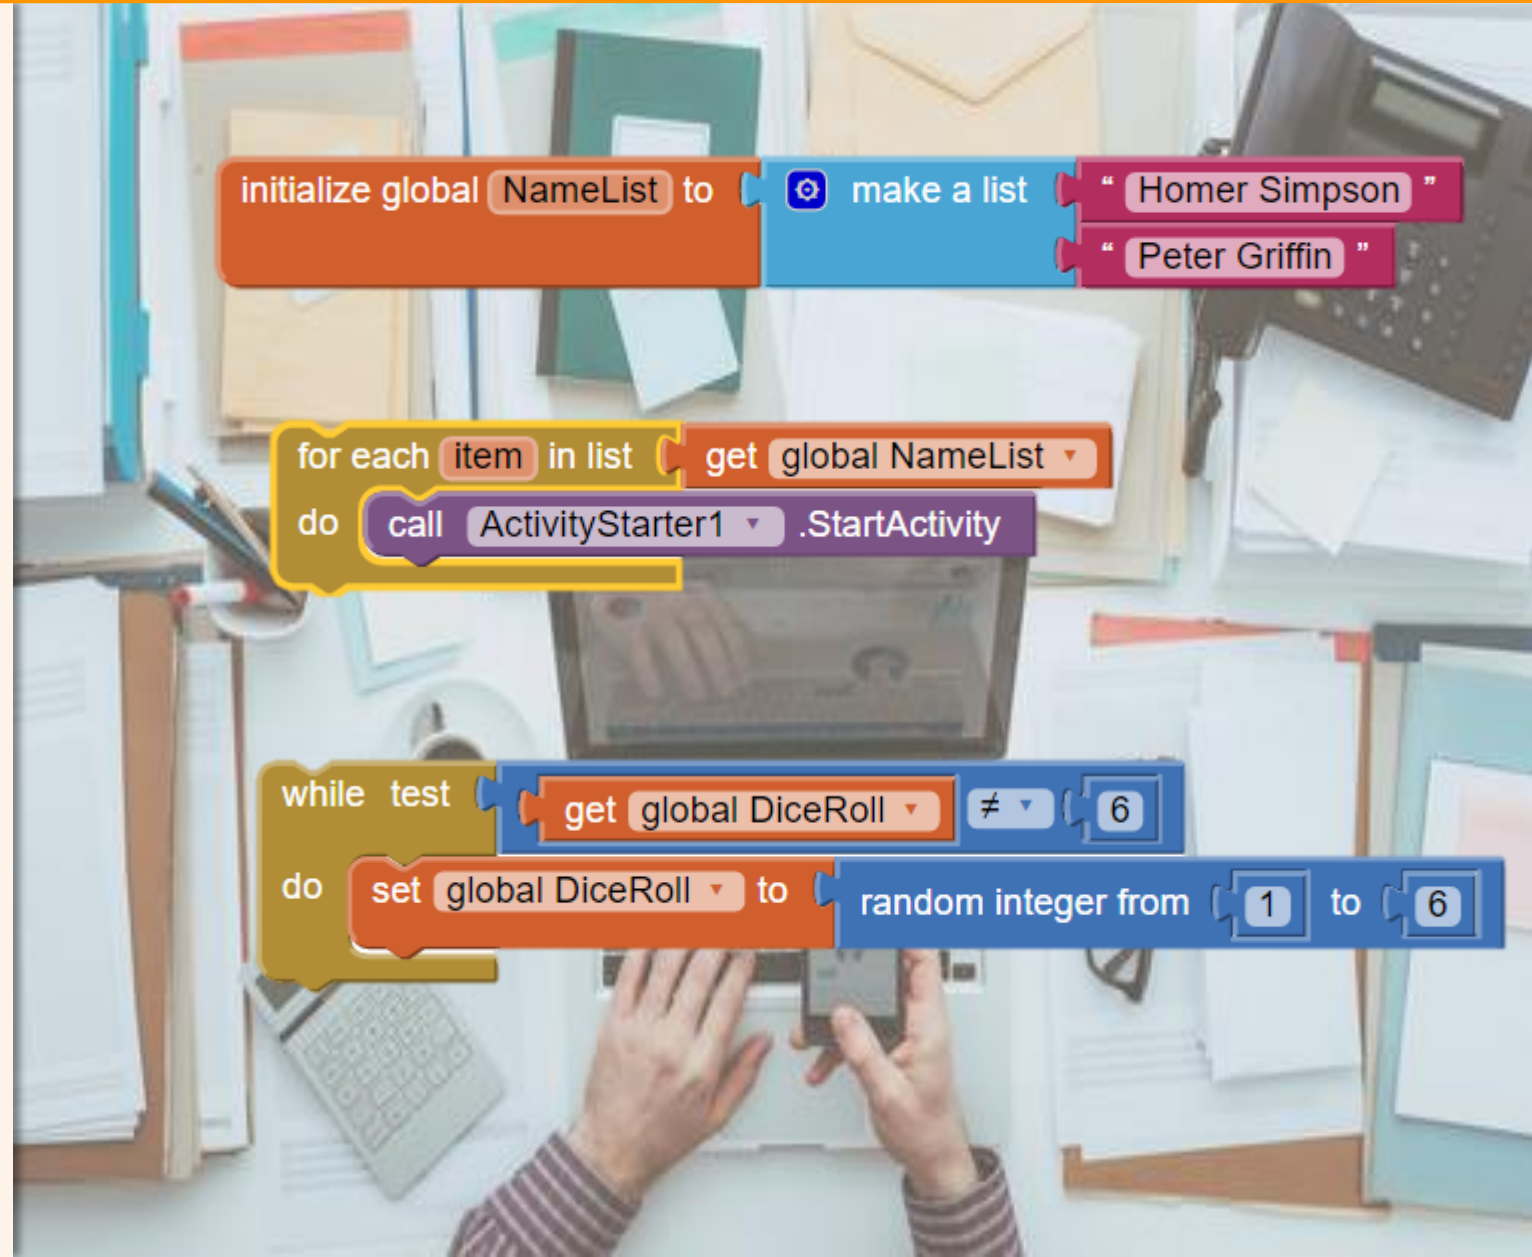 initialize global NameList to make a list “ Homer Simpson ”
“ Peter Griffin ”
for each item in list get global NameList
do call ActivityStarter1 .StartActivity
while test get global DiceRoll ≠ 6
do set global DiceRoll to random integer from 1 to 6